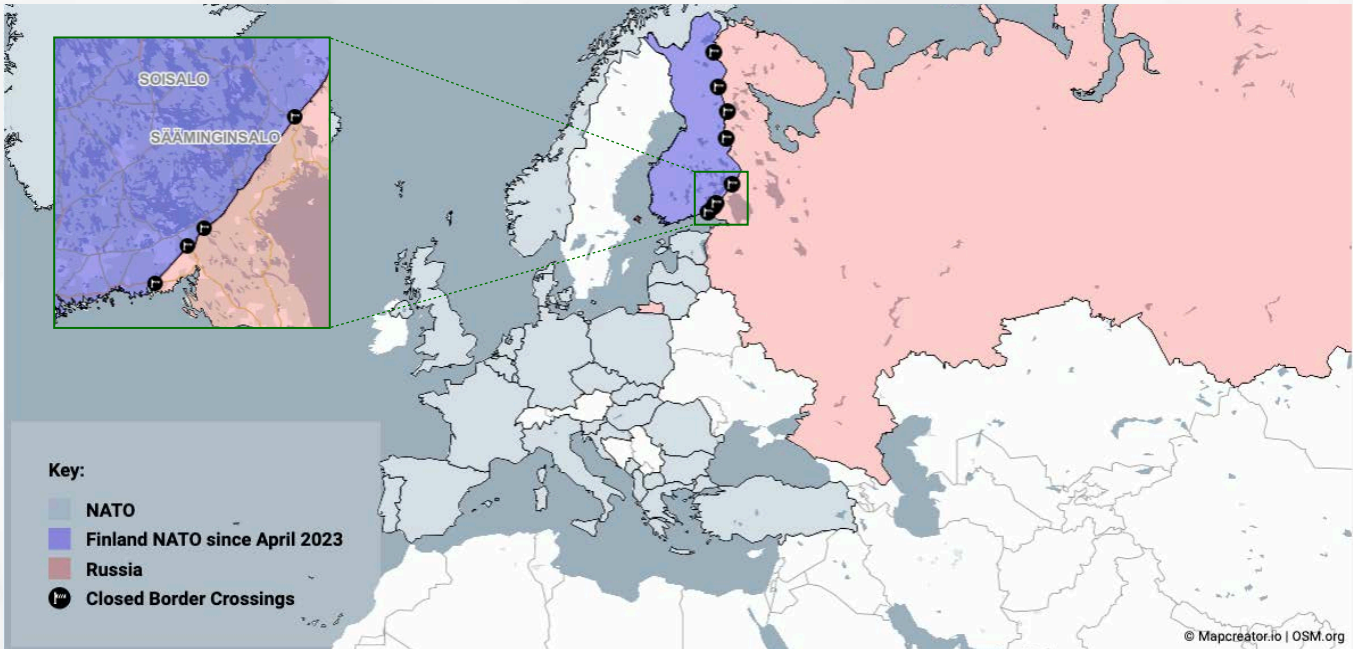 SOISALO
SÄÄMINGINSALO
Key:
NATO
Finland NATO since April 2023
Russia
Closed Border Crossings
© Mapcreator.io | OSM.org